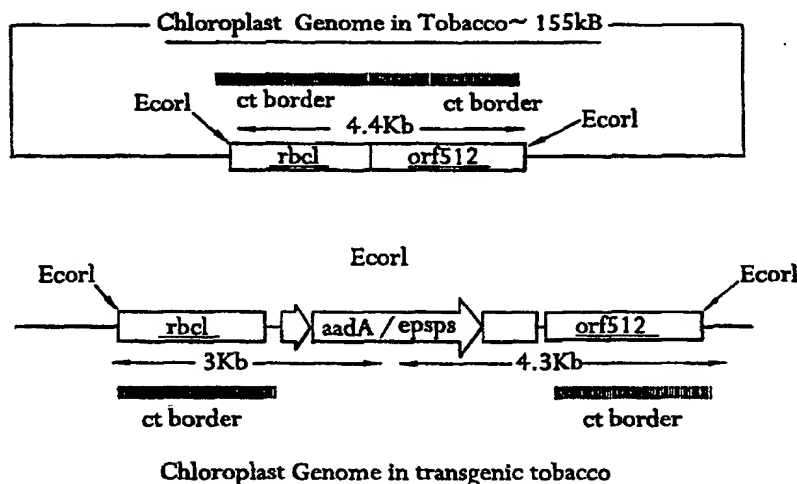 Chloroplast Genome in Tobacco~ 155kB
ct border ct border
Ecorl Ecorl
4.4Kb
rbcl orf512
Ecorl
Ecorl Ecorl
rbcl aadA/epsps orf512
3Kb 4.3Kb
ct border ct border
Chloroplast Genome in transgenic tobacco